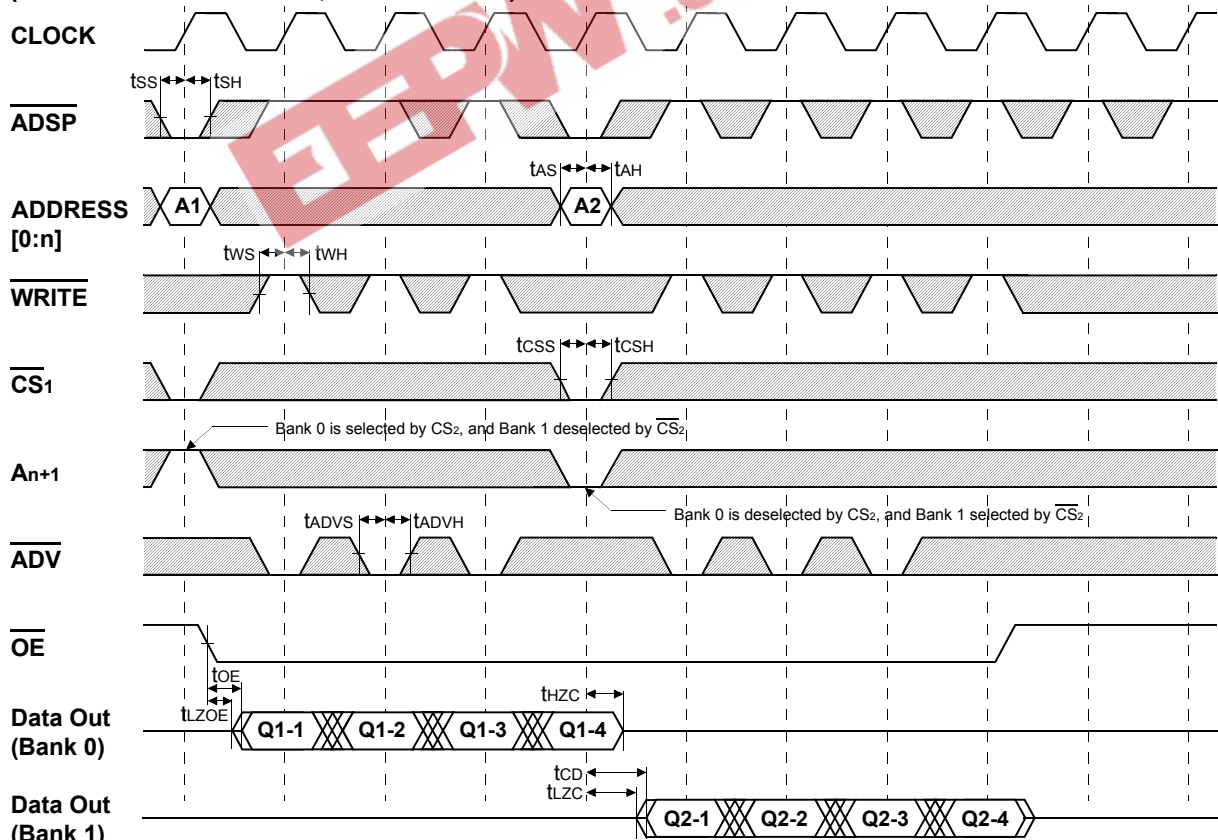 CLOCK
tSS tSH
ADSP
tAS tAH
ADDRESS
[0:n]
A1 A2
tWS tWH
WRITE
tCSS tCSH
CS1
Bank 0 is selected by CS2, and Bank 1 deselected by CS2
An+1
Bank 0 is deselected by CS2, and Bank 1 selected by CS2
tADVS tADVH
ADV
OE
tOE
tLZOE
tHZC
Data Out
(Bank 0)
Q1-1 Q1-2 Q1-3 Q1-4
tCD
tLZC
Data Out
(Bank 1)
Q2-1 Q2-2 Q2-3 Q2-4
EEPW